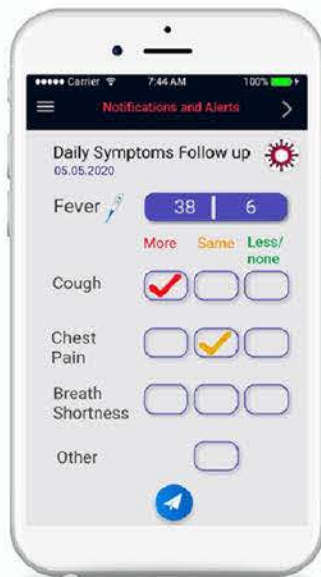 Carrier 7:44 AM 100%
Notifications and Alerts
Daily Symptoms Follow up
05.05.2020
Fever 38 6
More Same Less/
none
Cough
Chest
Pain
Breath
Shortness
Other